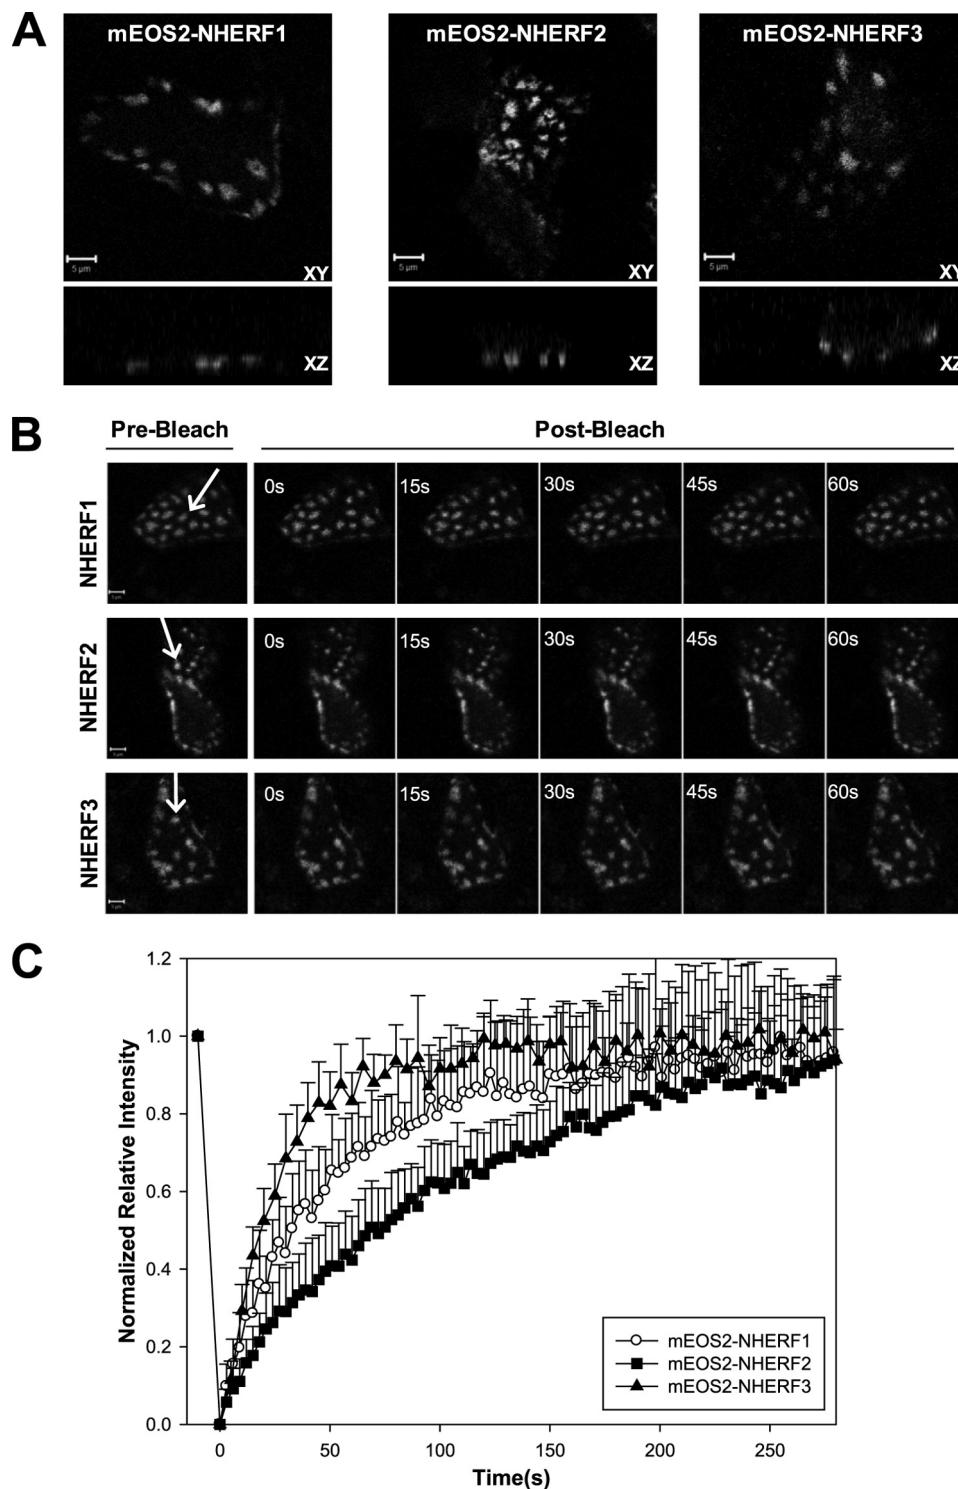 A
mEOS2-NHERF1
mEOS2-NHERF2
mEOS2-NHERF3
5 µm
XY
5 µm
XY
5 µm
XY
XZ
XZ
XZ
B
Pre-Bleach
Post-Bleach
NHERF1
0s
15s
30s
45s
60s
NHERF2
0s
15s
30s
45s
60s
NHERF3
0s
15s
30s
45s
60s
C
Normalized Relative Intensity
1.2
1.0
0.8
0.6
0.4
0.2
0.0
mEOS2-NHERF1
mEOS2-NHERF2
mEOS2-NHERF3
0 50 100 150 200 250
Time(s)